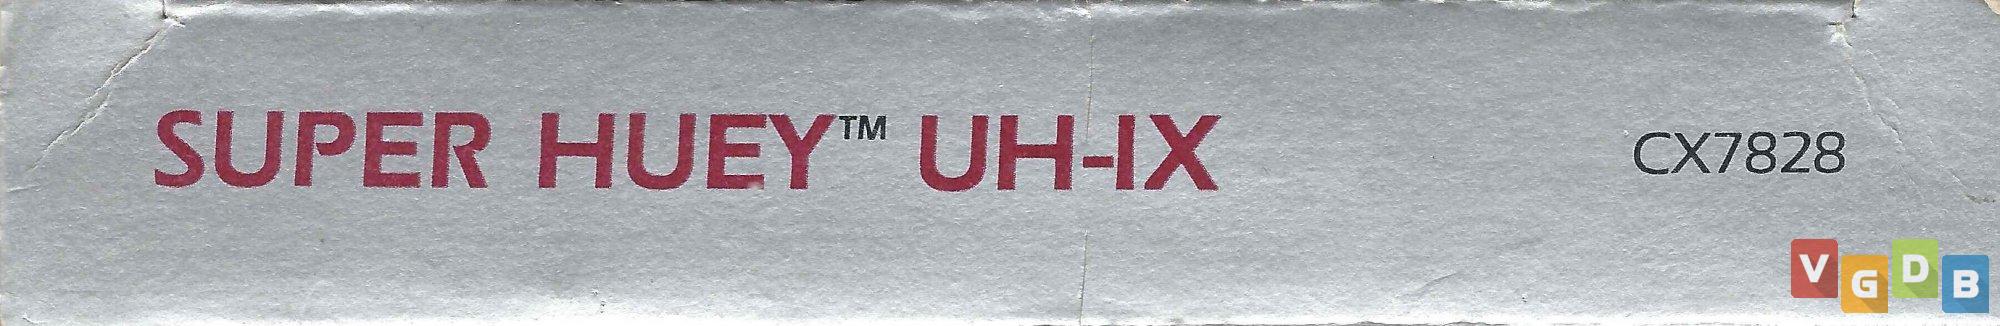 SUPER HUEY™ UH-IX
CX7828
VGDB